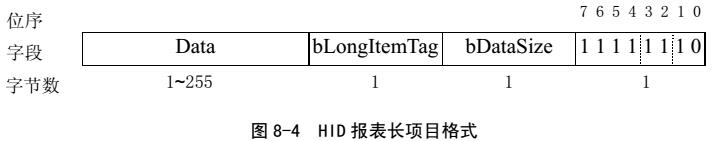 位序 7 6 5 4 3 2 1 0
字段 Data bLongItemTag bDataSize 1 1 1 1 1 1 1 0
字节数 1~255 1 1 1
图 8-4 HID 报表长项目格式